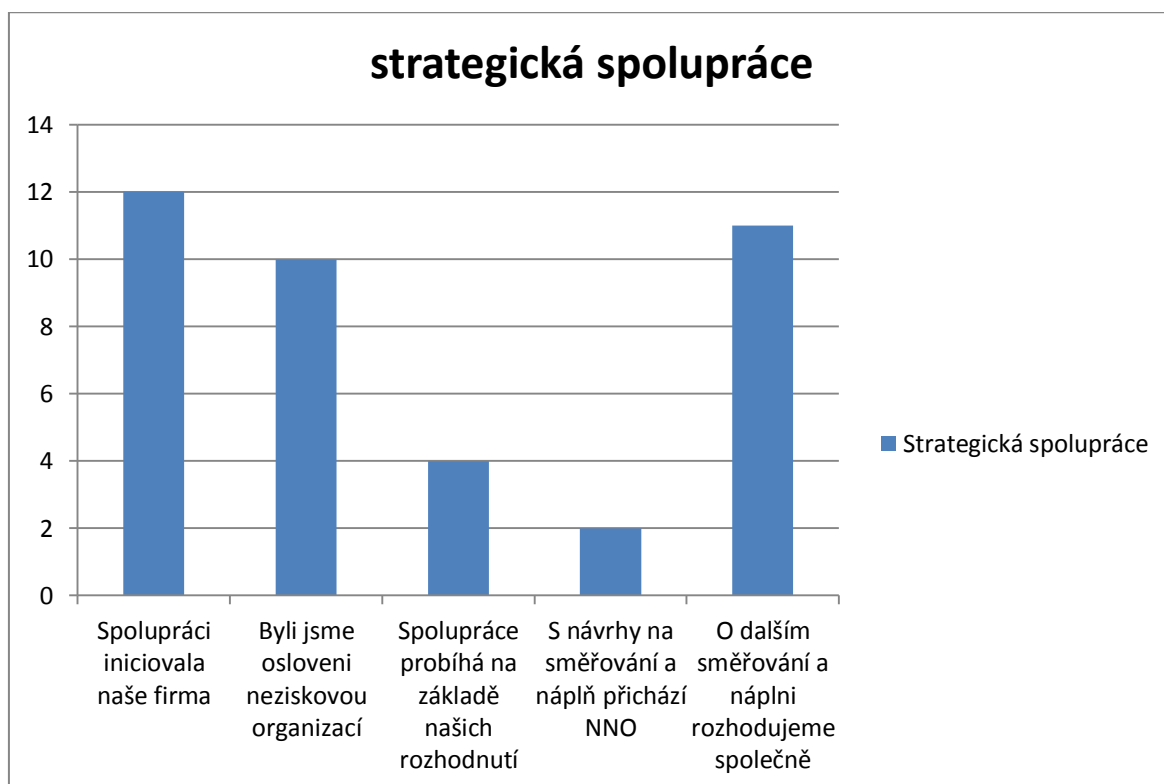 strategická spolupráce
14
12
10
8
6
4
2
0
Spolupráci
iniciovala
naše firma
Byli jsme
osloveni
neziskovou
organizací
Spolupráce
probíhá na
základě
našich
rozhodnutí
S návrhy na
směřování a
náplň přichází
NNO
O dalším
směřování a
náplni
rozhodujeme
společně
Strategická spolupráce